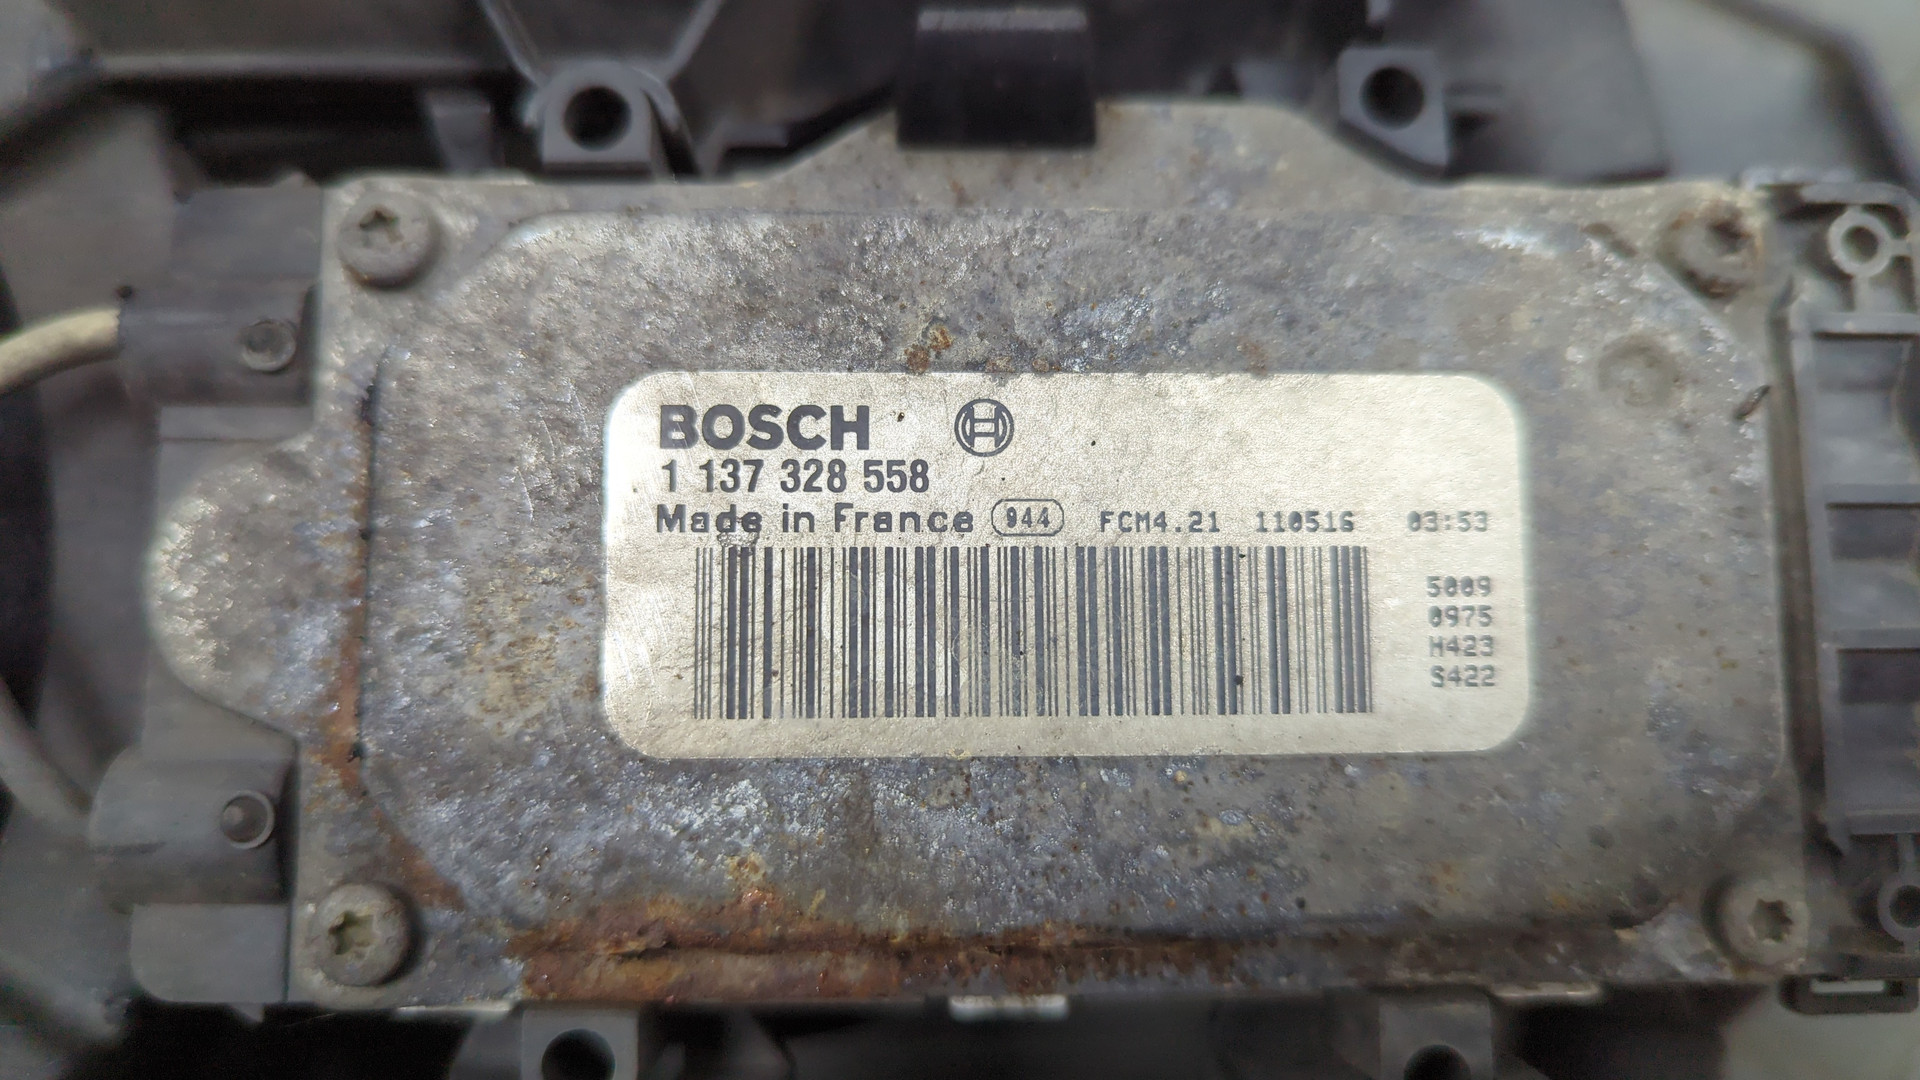 BOSCH
1 137 328 558
Made in France 944 FCM4.21 110516 03:53
5009
0975
H423
S422